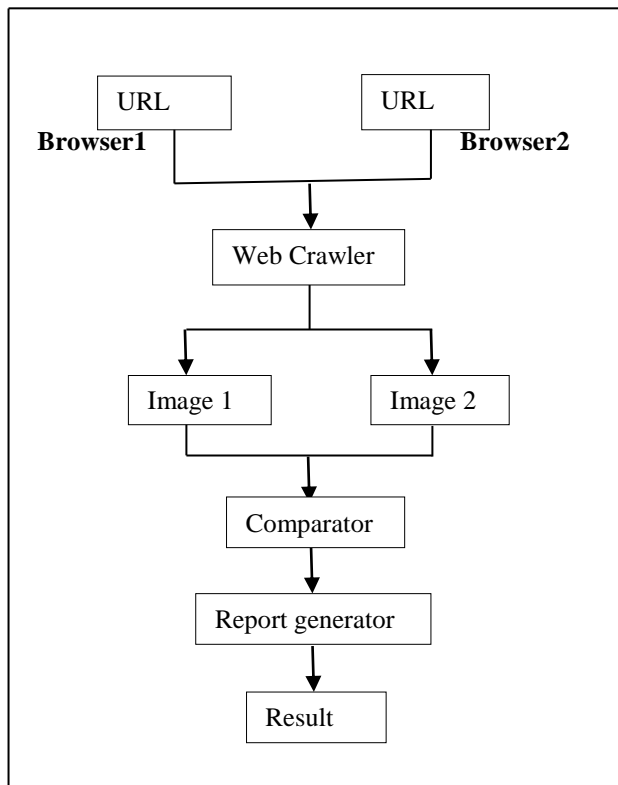 URL
URL
Browser1
Browser2
Web Crawler
Image 1
Image 2
Comparator
Report generator
Result